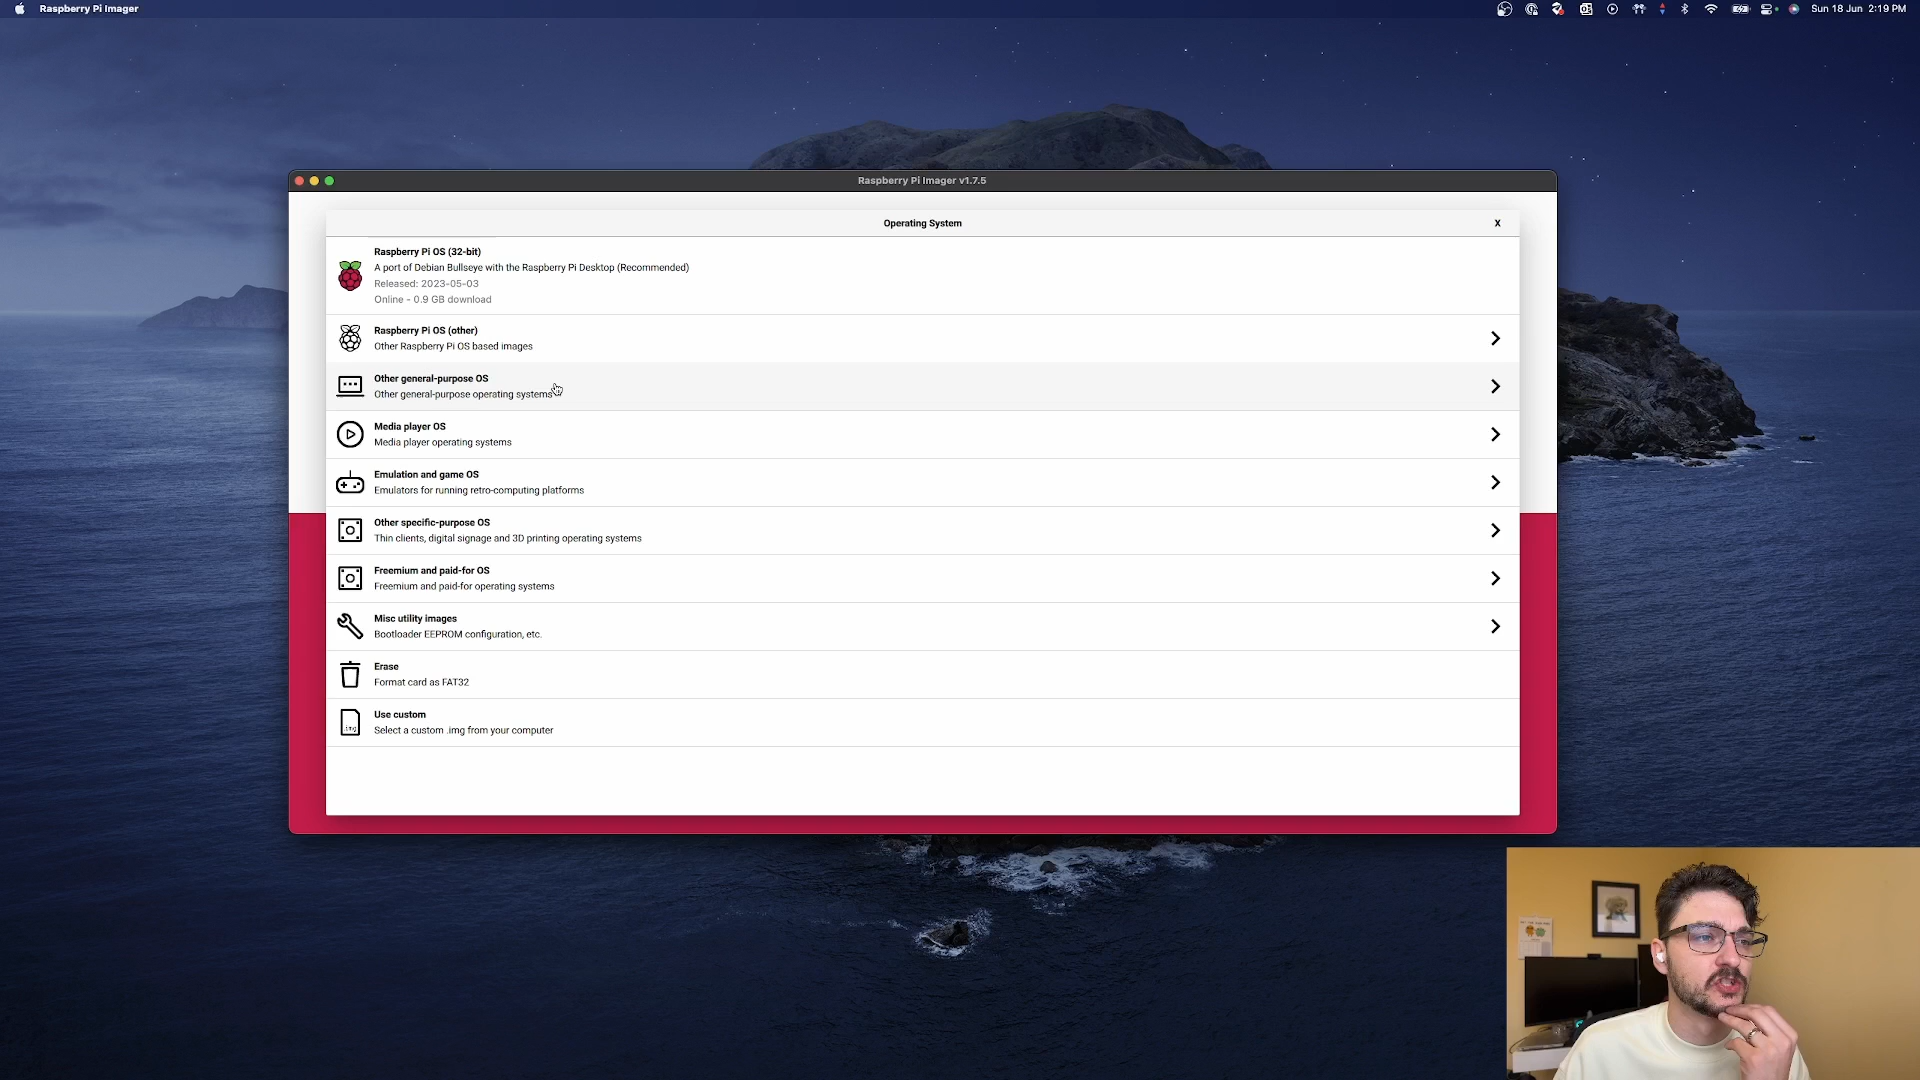 Raspberry Pi Imager
Sun 18 Jun 2:19 PM
Raspberry Pi Imager v1.7.5
Operating System
X
Raspberry Pi OS (32-bit)
A port of Debian Bullseye with the Raspberry Pi Desktop (Recommended)
Released: 2023-05-03
Online - 0.9 GB download
Raspberry Pi OS (other)
Other Raspberry Pi OS based images
Other general-purpose OS
Other general-purpose operating systems
Media player OS
Media player operating systems
Emulation and game OS
Emulators for running retro-computing platforms
Other specific-purpose OS
Thin clients, digital signage and 3D printing operating systems
Freemium and paid-for OS
Freemium and paid-for operating systems
Misc utility images
Bootloader EEPROM configuration, etc.
Erase
Format card as FAT32
Use custom
.img
Select a custom .img from your computer